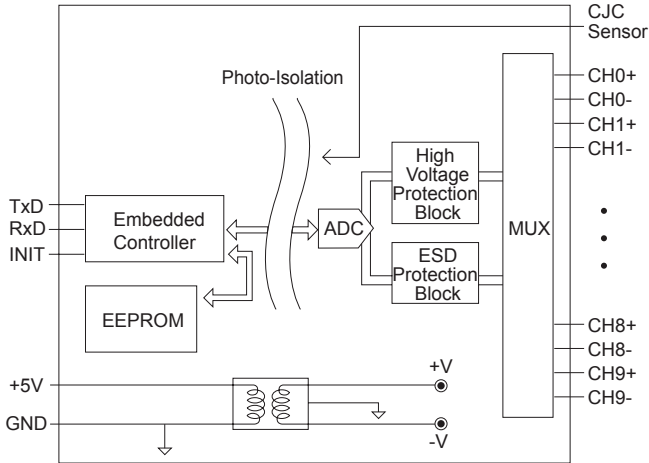 CJC
Sensor
Photo-Isolation
CH0+
CH0-
CH1+
CH1-
High
Voltage
Protection
Block
TxD
RxD
INIT
Embedded
Controller
ADC
MUX
ESD
Protection
Block
EEPROM
CH8+
CH8-
CH9+
CH9-
+5V
+V
GND
-V